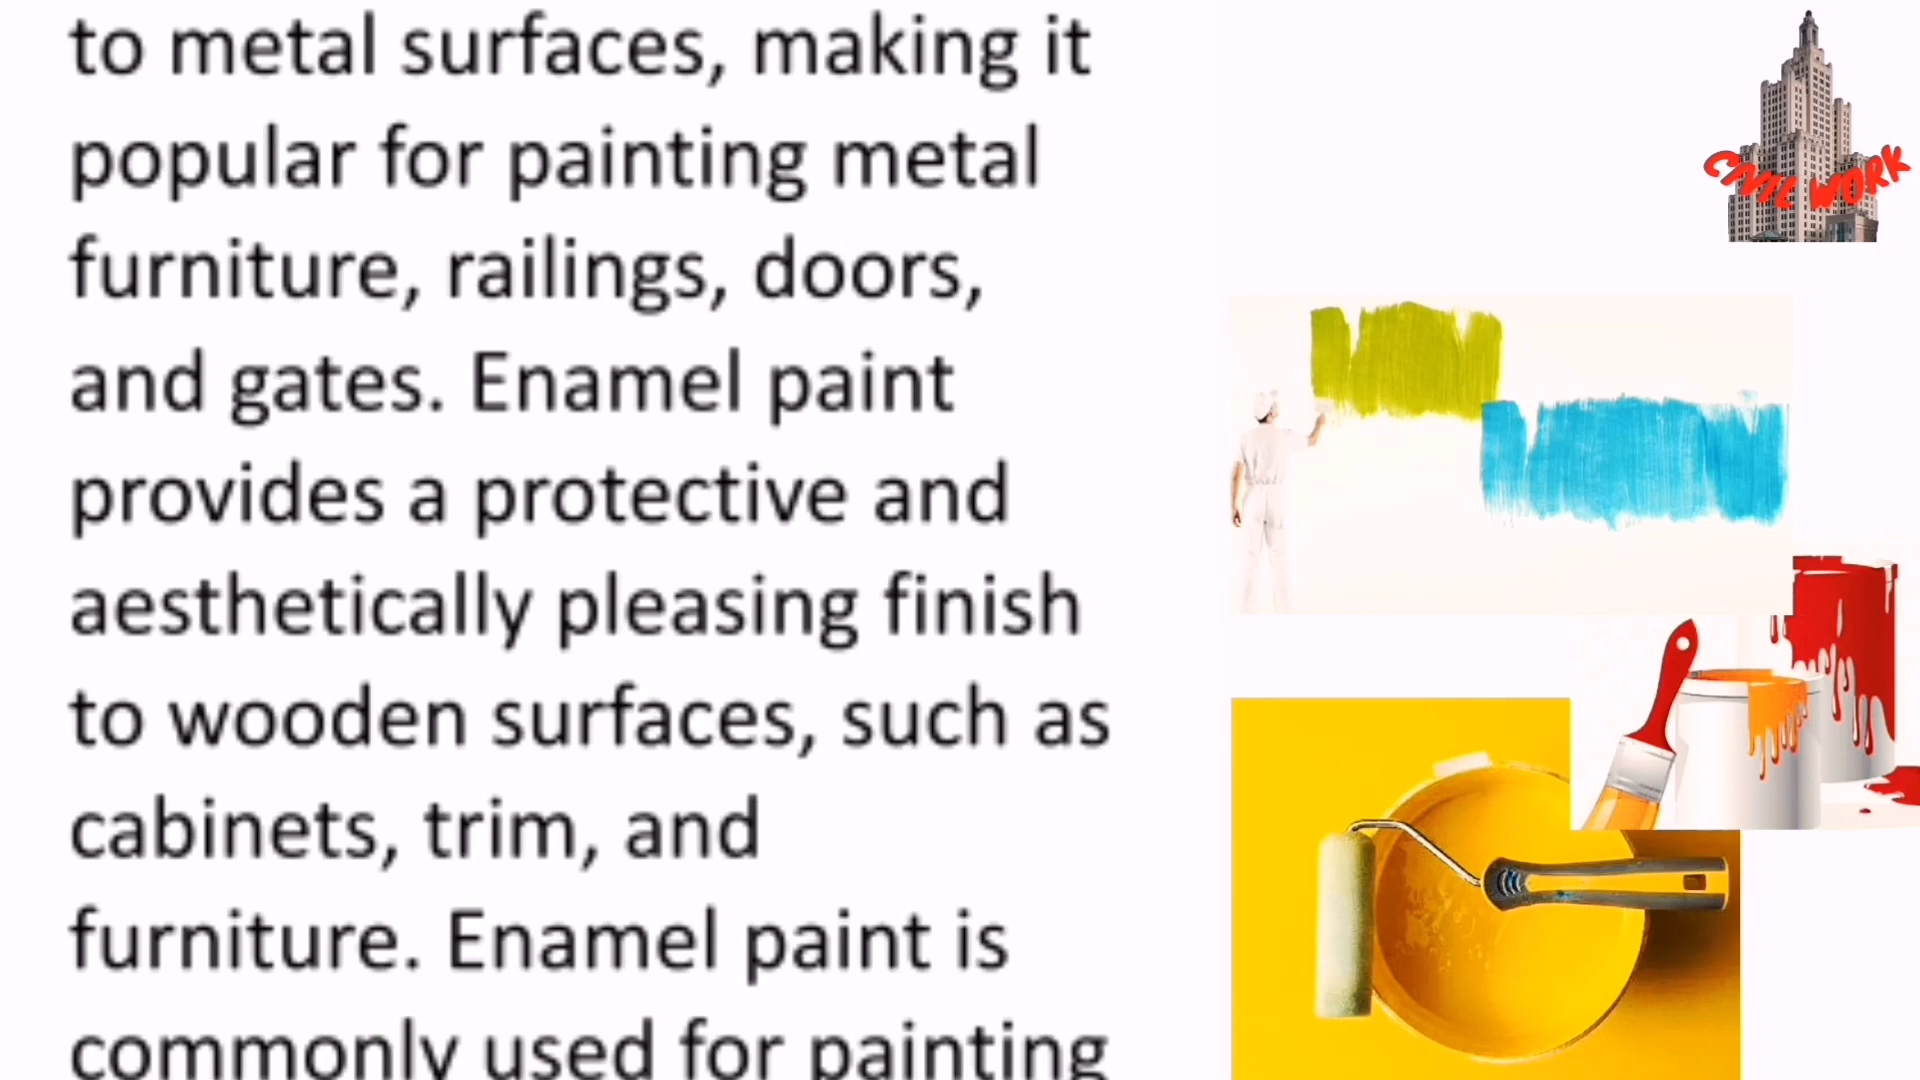 to metal surfaces, making it
popular for painting metal
furniture, railings, doors,
and gates. Enamel paint
provides a protective and
aesthetically pleasing finish
to wooden surfaces, such as
cabinets, trim, and
furniture. Enamel paint is
commonly used for painting
CIVIL WORK